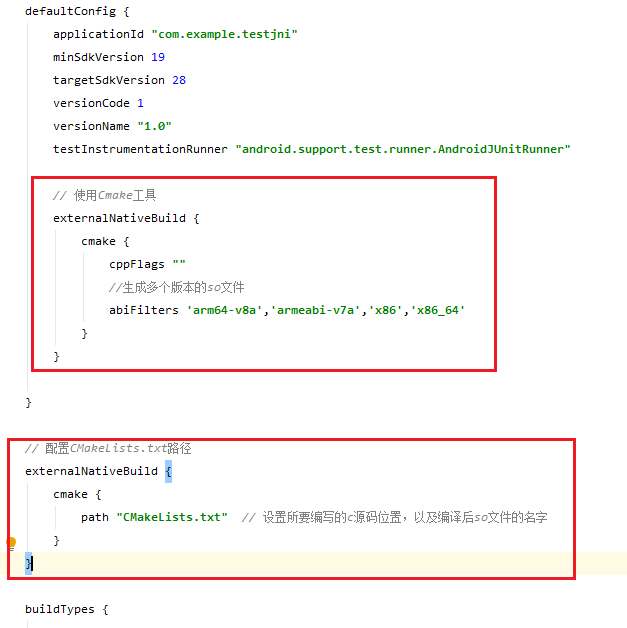 defaultConfig {
applicationId "com.example.testjni"
minSdkVersion 19
targetSdkVersion 28
versionCode 1
versionName "1.0"
testInstrumentationRunner "android.support.test.runner.AndroidJUnitRunner"
// 使用Cmake工具
externalNativeBuild {
cmake {
cppFlags ""
//生成多个版本的so文件
abiFilters 'arm64-v8a','armeabi-v7a','x86','x86_64'
}
}
}
// 配置CMakeLists.txt路径
externalNativeBuild {
cmake {
path "CMakeLists.txt"  // 设置所要编写的c源码位置，以及编译后so文件的名字
}
}
buildTypes {